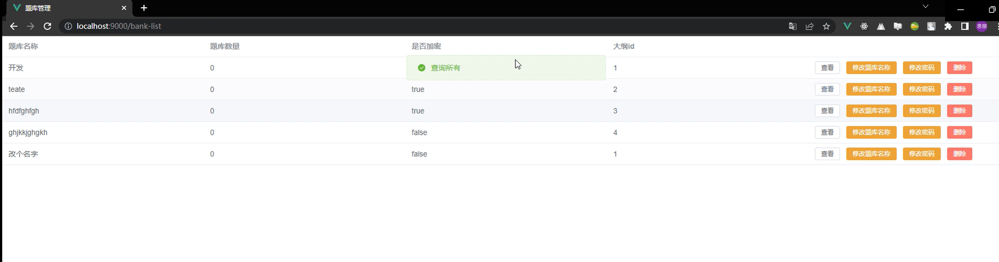 题库管理
localhost:9000/bank-list
思朋
题库名称 题库数量 是否加密 大纲id
开发 0 查询所有 1 查看 修改题库名称 修改密码 删除
teate 0 true 2 查看 修改题库名称 修改密码 删除
hfdfghfgh 0 true 3 查看 修改题库名称 修改密码 删除
ghjkkjghgkh 0 false 4 查看 修改题库名称 修改密码 删除
改个名字 0 false 1 查看 修改题库名称 修改密码 删除